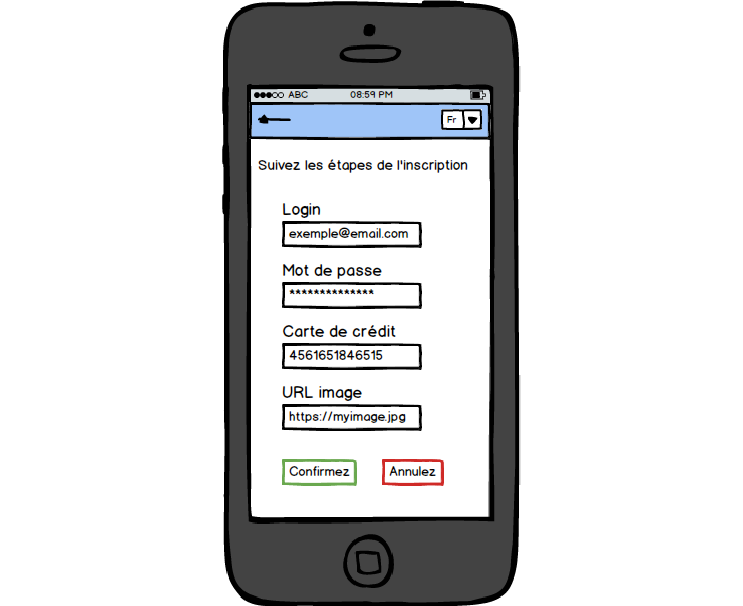 ABC 08:59 PM
Fr
Suivez les étapes de l'inscription
Login
exemple@email.com
Mot de passe
**************
Carte de crédit
4561651846515
URL image
https://myimage.jpg
Confirmez Annulez